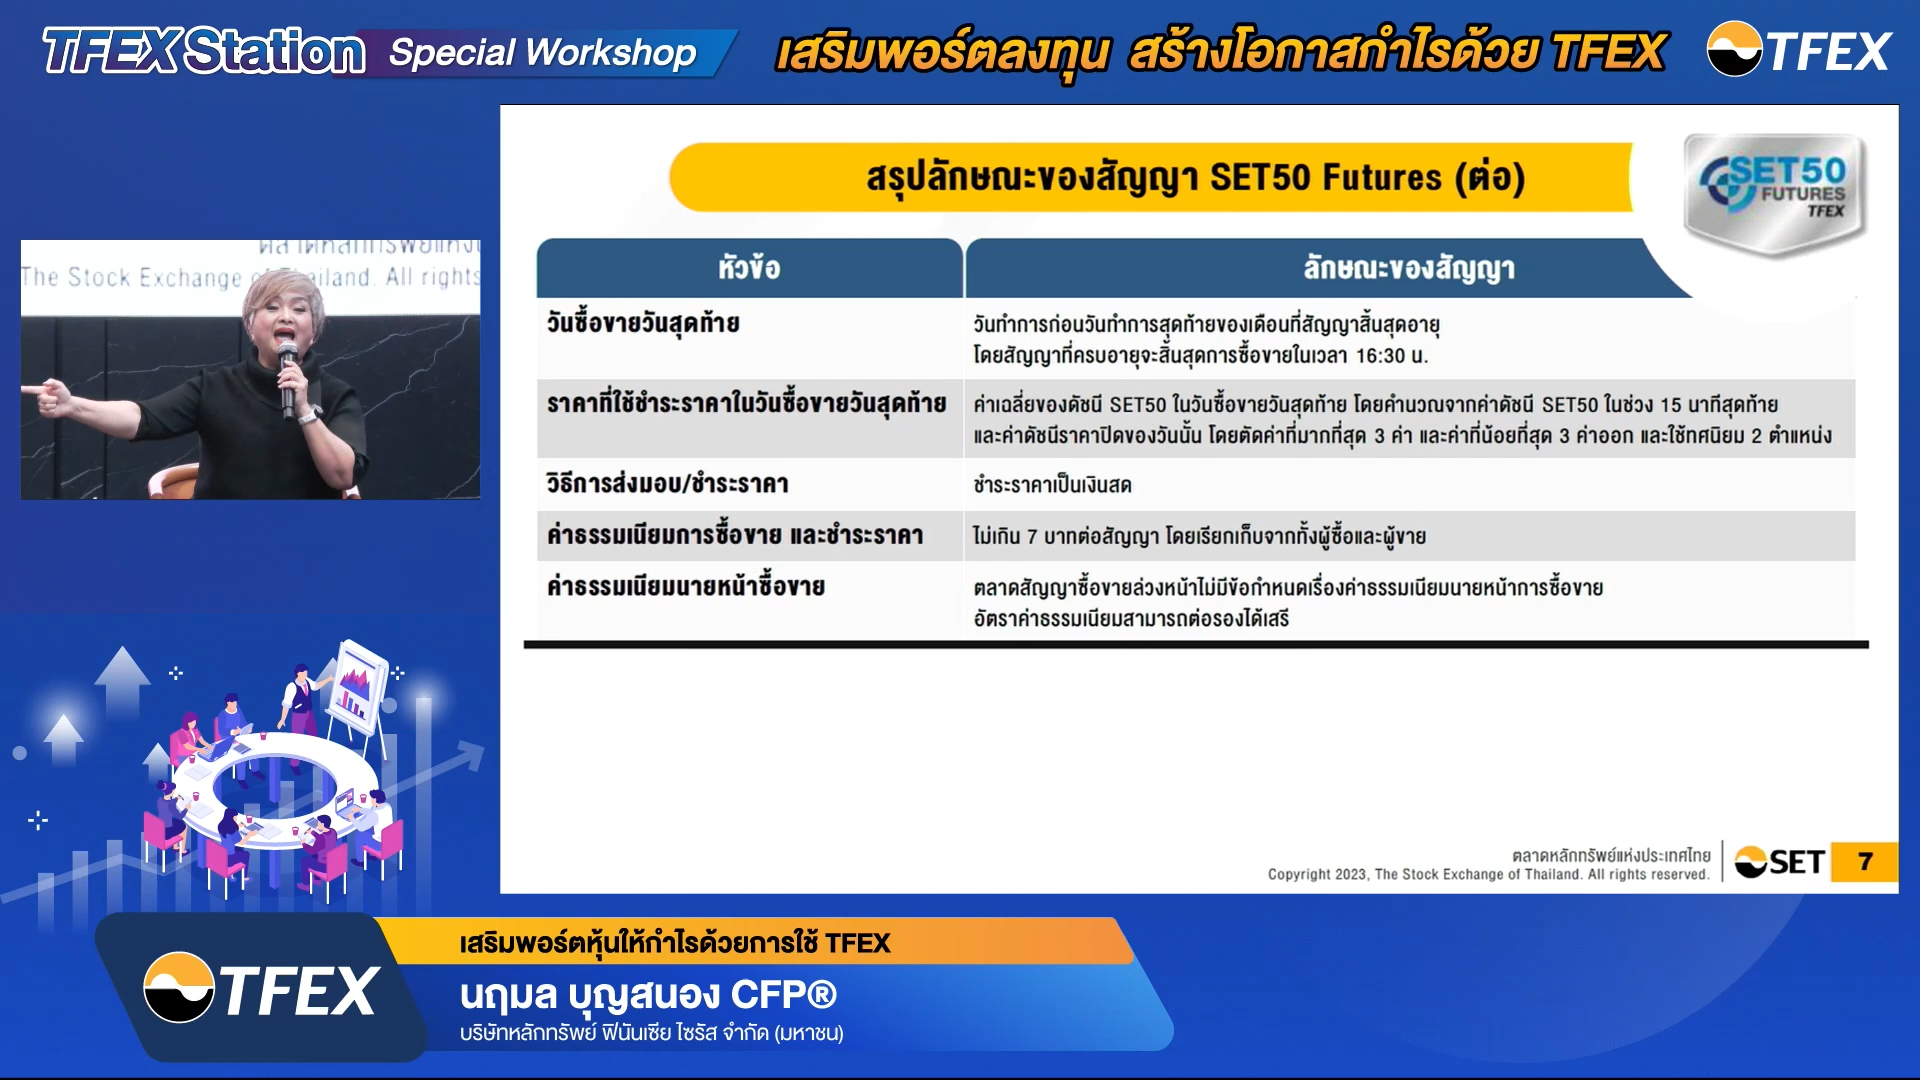 TFEX Station Special Workshop
เสริมพอร์ตลงทุน สร้างโอกาสกำไรด้วย TFEX
TFEX
สรุปลักษณะของสัญญา SET50 Futures (ต่อ)
SET50
FUTURES
TFEX
หัวข้อ
ลักษณะของสัญญา
วันซื้อขายวันสุดท้าย
วันทำการก่อนวันทำการสุดท้ายของเดือนที่สัญญาสิ้นสุดอายุ
โดยสัญญาที่ครบอายุจะสิ้นสุดการซื้อขายในเวลา 16:30 น.
ราคาที่ใช้ชำระราคาในวันซื้อขายวันสุดท้าย
ค่าเฉลี่ยของดัชนี SET50 ในวันซื้อขายวันสุดท้าย โดยคำนวณจากค่าดัชนี SET50 ในช่วง 15 นาทีสุดท้าย
และค่าดัชนีราคาปิดของวันนั้น โดยตัดค่าที่มากที่สุด 3 ค่า และค่าที่น้อยที่สุด 3 ค่าออก และใช้ทศนิยม 2 ตำแหน่ง
วิธีการส่งมอบ/ชำระราคา
ชำระราคาเป็นเงินสด
ค่าธรรมเนียมการซื้อขาย และชำระราคา
ไม่เกิน 7 บาทต่อสัญญา โดยเรียกเก็บจากทั้งผู้ซื้อและผู้ขาย
ค่าธรรมเนียมนายหน้าซื้อขาย
ตลาดสัญญาซื้อขายล่วงหน้าไม่มีข้อกำหนดเรื่องค่าธรรมเนียมนายหน้าการซื้อขาย
อัตราค่าธรรมเนียมสามารถต่อรองได้เสรี
The Stock Exchange of Thailand. All rights
ตลาดหลักทรัพย์แห่งประเทศไทย
Copyright 2023, The Stock Exchange of Thailand. All rights reserved.
SET
7
TFEX
เสริมพอร์ตหุ้นให้กำไรด้วยการใช้ TFEX
นฤมล บุญสนอง CFP®
บริษัทหลักทรัพย์ ฟินันเซีย ไซรัส จำกัด (มหาชน)